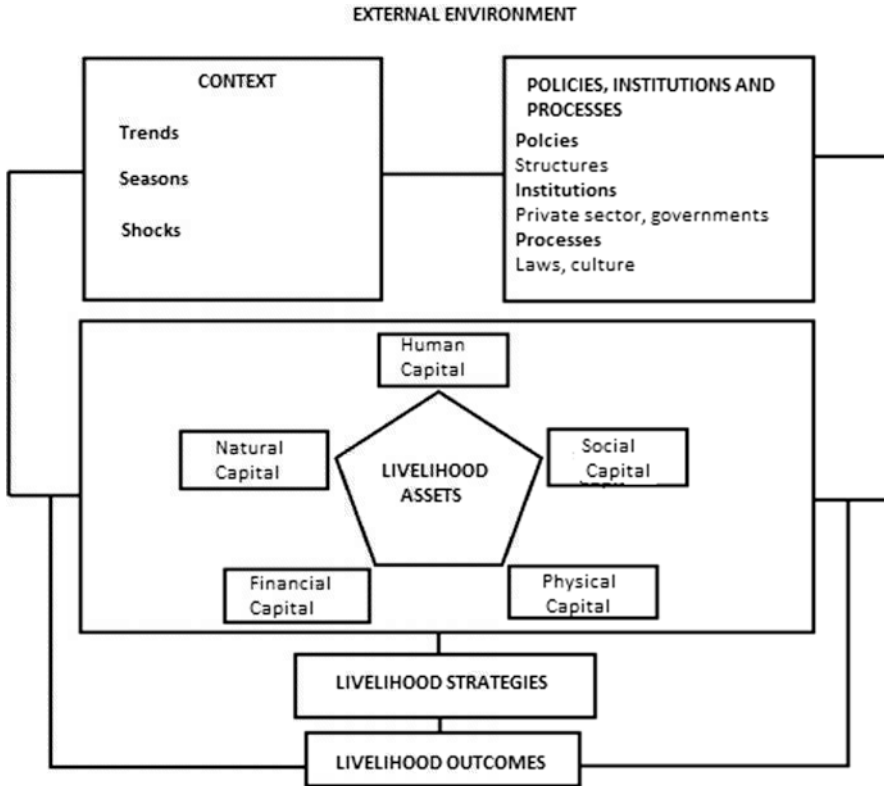 EXTERNAL ENVIRONMENT
CONTEXT
Trends
Seasons
Shocks
POLICIES, INSTITUTIONS AND
PROCESSES
Polcies
Structures
Institutions
Private sector, governments
Processes
Laws, culture
Human
Capital
Natural
Capital
LIVELIHOOD
ASSETS
Social
Capital
Financial
Capital
Physical
Capital
LIVELIHOOD STRATEGIES
LIVELIHOOD OUTCOMES